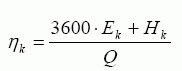 η_k = (3600 · E_k + H_k) / Q